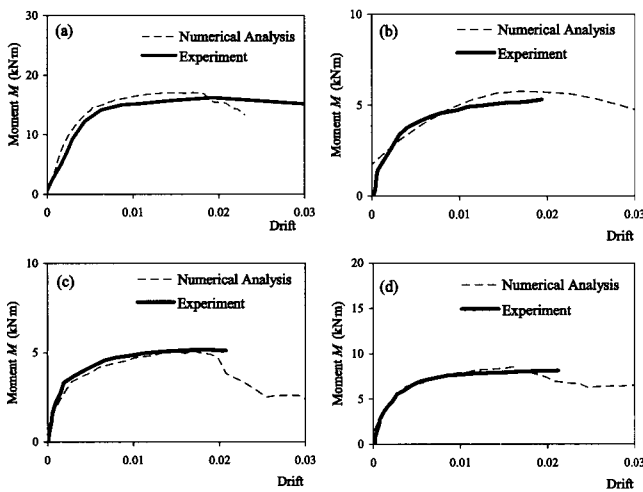 (a)
Numerical Analysis
Experiment
Moment M (kNm)
30
20
10
0
0 0.01 0.02 0.03
Drift
(b)
Numerical Analysis
Experiment
Moment M (kNm)
10
5
0
0 0.01 0.02 0.03
Drift
(c)
Numerical Analysis
Experiment
Moment M (kNm)
10
5
0
0 0.01 0.02 0.03
Drift
(d)
Numerical Analysis
Experiment
Moment M (kNm)
20
15
10
5
0
0 0.01 0.02 0.03
Drift